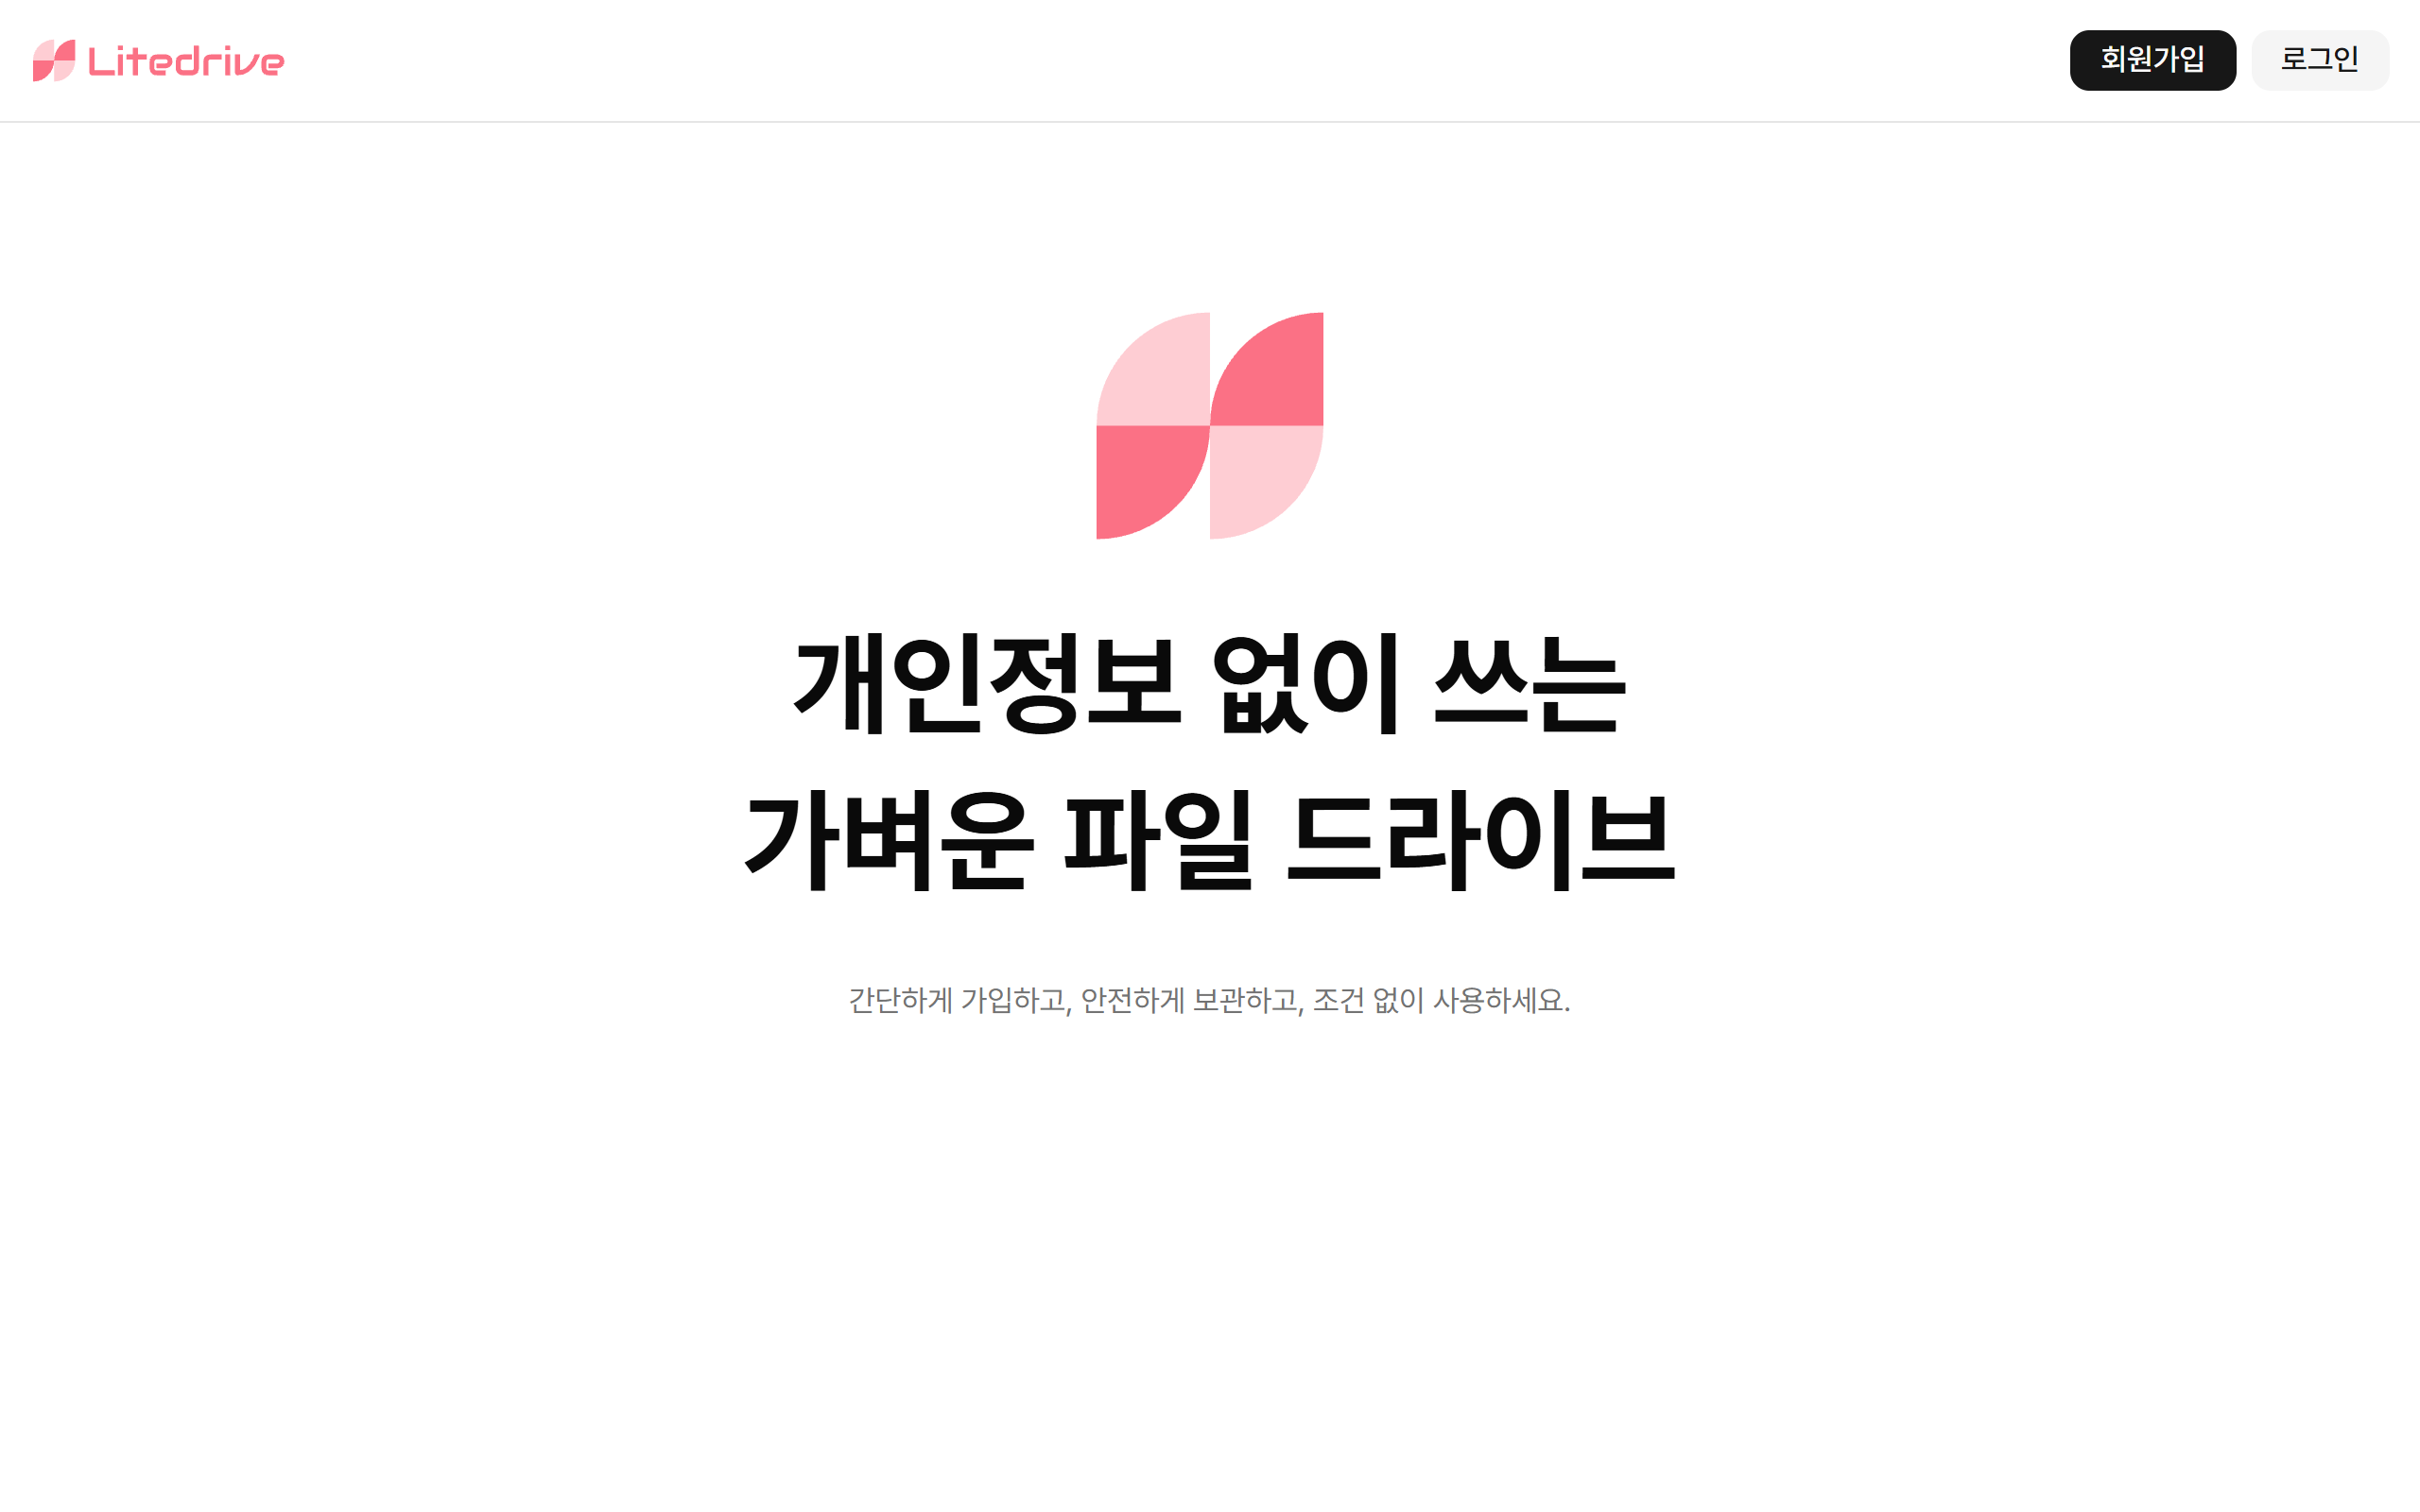 Litedrive
회원가입
로그인
개인정보 없이 쓰는
가벼운 파일 드라이브
간단하게 가입하고, 안전하게 보관하고, 조건 없이 사용하세요.